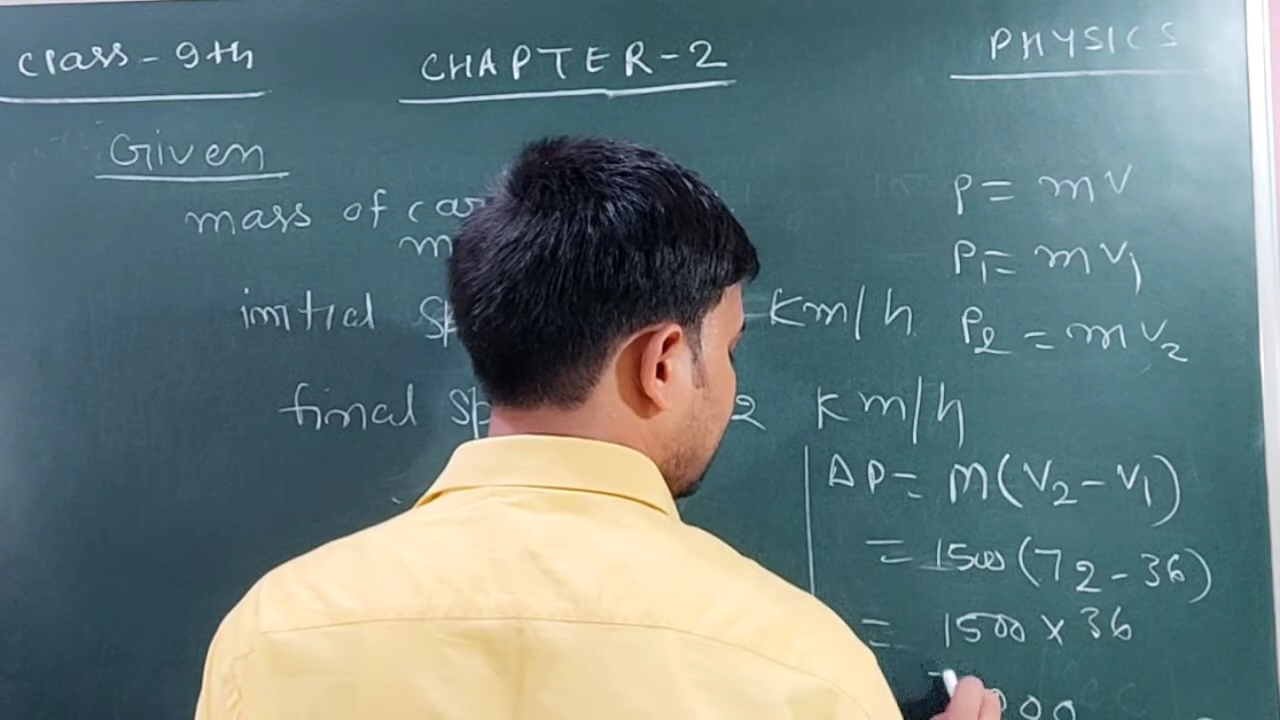 Class - 9th
CHAPTER - 2
PHYSICS
Given
mass of car
m
initial sp km/h
final sp 2 km/h
P = mv
P1 = mv1
P2 = mv2
ΔP = m(v2 - v1)
= 1500(72 - 36)
= 1500 x 36
000